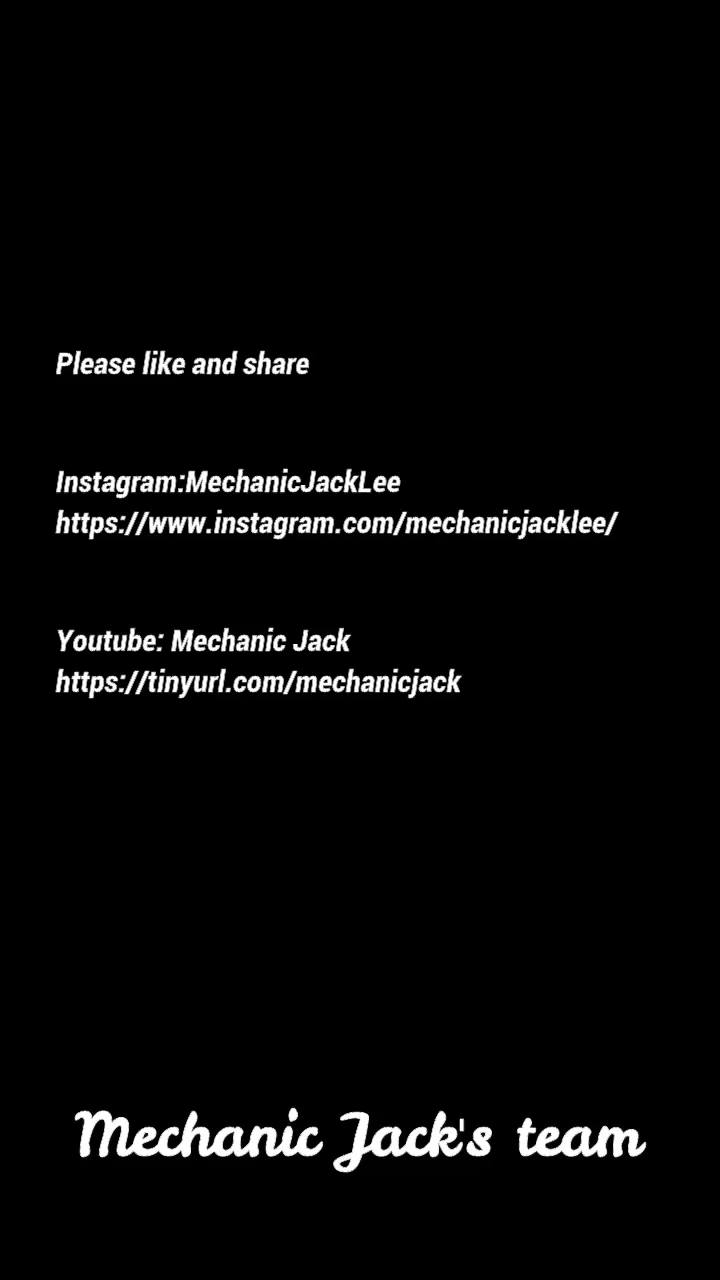 Please like and share
Instagram:MechanicJackLee
https://www.instagram.com/mechanicjacklee/
Youtube: Mechanic Jack
https://tinyurl.com/mechanicjack
Mechanic Jack's team